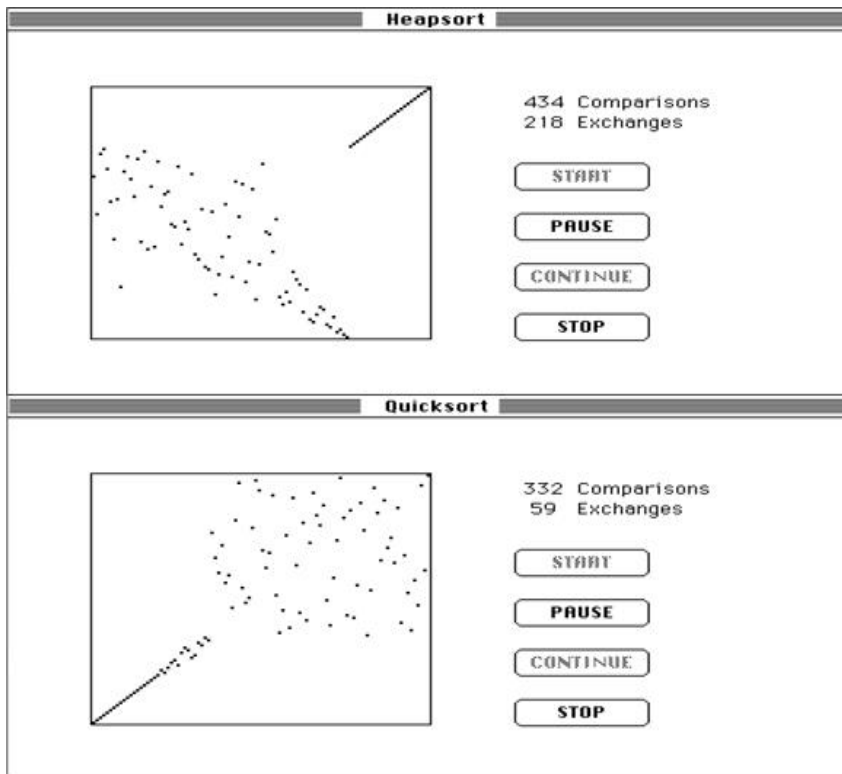 Heapsort
434 Comparisons
218 Exchanges
START
PAUSE
CONTINUE
STOP
Quicksort
332 Comparisons
59 Exchanges
START
PAUSE
CONTINUE
STOP